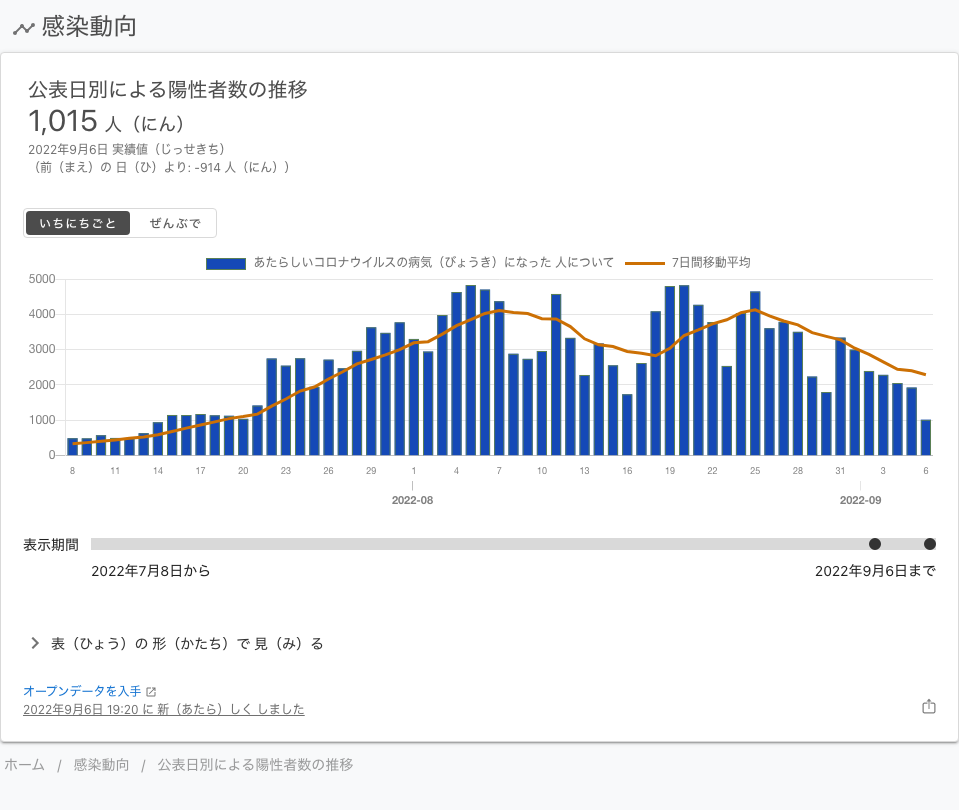 感染動向
公表日別による陽性者数の推移
1,015 人（にん）
2022年9月6日 実績値（じっせきち）
（前（まえ）の 日（ひ）より: -914 人（にん））
いちにちごと ぜんぶで
あたらしいコロナウイルスの病気（びょうき）になった 人について 7日間移動平均
5000
4000
3000
2000
1000
0
8 11 14 17 20 23 26 29 1 4 7 10 13 16 19 22 25 28 31 3 6
2022-08 2022-09
表示期間
2022年7月8日から 2022年9月6日まで
表（ひょう）の 形（かたち）で 見（み）る
オープンデータを入手
2022年9月6日 19:20 に 新（あたら）しく しました
ホーム / 感染動向 / 公表日別による陽性者数の推移